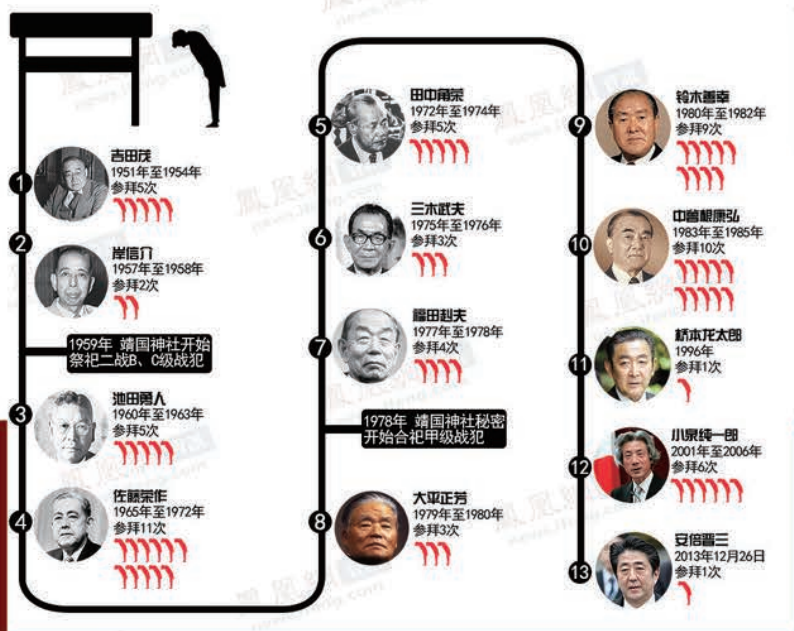 1
吉田茂
1951年至1954年
参拜5次
2
岸信介
1957年至1958年
参拜2次
1959年 靖国神社开始
祭祀二战B、C级战犯
3
池田勇人
1960年至1963年
参拜5次
4
佐藤荣作
1965年至1972年
参拜11次
5
田中角荣
1972年至1974年
参拜5次
6
三木武夫
1975年至1976年
参拜3次
7
福田赳夫
1977年至1978年
参拜4次
1978年 靖国神社秘密
开始合祀甲级战犯
8
大平正芳
1979年至1980年
参拜3次
9
铃木善幸
1980年至1982年
参拜9次
10
中曾根康弘
1983年至1985年
参拜10次
11
桥本龙太郎
1996年
参拜1次
12
小泉纯一郎
2001年至2006年
参拜6次
13
安倍晋三
2013年12月26日
参拜1次